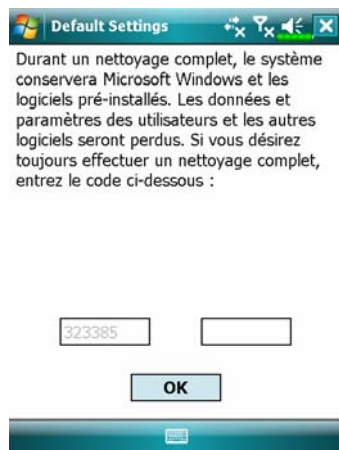 Default Settings
Durant un nettoyage complet, le système
conservera Microsoft Windows et les
logiciels pré-installés. Les données et
paramètres des utilisateurs et les autres
logiciels seront perdus. Si vous désirez
toujours effectuer un nettoyage complet,
entrez le code ci-dessous :
323385
OK